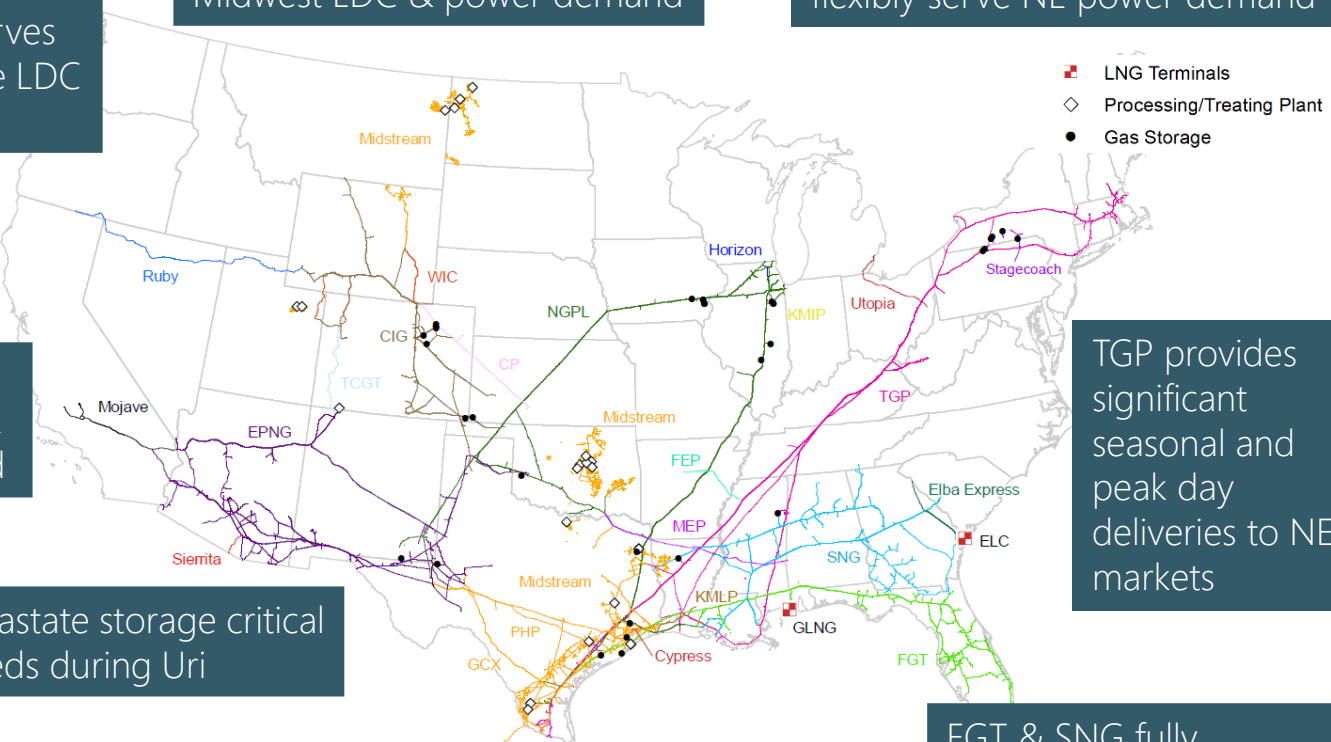 Midwest LDC & power demand
flexibly serve NE power demand
LDC
LNG Terminals
Processing/Treating Plant
Gas Storage
Midstream
Ruby
WIC
Horizon
NGPL
KMIP
Utopia
Stagecoach
CIG
CP
TCGT
TGP
Mojave
EPNG
Midstream
FEP
MEP
Elba Express
ELC
SNG
Sierrita
Midstream
KMLP
GLNG
PHP
GCX
Cypress
FGT
TGP provides
significant
seasonal and
peak day
deliveries to NE
markets
storage critical
during Uri
FGT & SNG fully